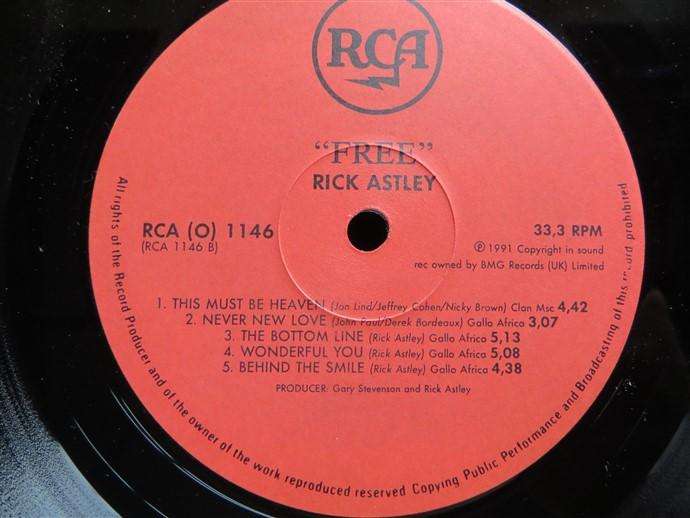 RCA
"FREE"
RICK ASTLEY
RCA (O) 1146
(RCA 1146 B)
33,3 RPM
℗ 1991 Copyright in sound
rec owned by BMG Records (UK) Limited
1. THIS MUST BE HEAVEN (Jon Lind/Jeffrey Cohen/Nicky Brown) Clan Msc 4,42
2. NEVER NEW LOVE (John Paul/Derek Bordeaux) Gallo Africa 3,07
3. THE BOTTOM LINE (Rick Astley) Gallo Africa 5,13
4. WONDERFUL YOU (Rick Astley) Gallo Africa 5,08
5. BEHIND THE SMILE (Rick Astley) Gallo Africa 4,38
PRODUCER: Gary Stevenson and Rick Astley
All rights of the Record Producer and of the owner of the work reproduced reserved Copying Public Performance and Broadcasting of this record prohibited